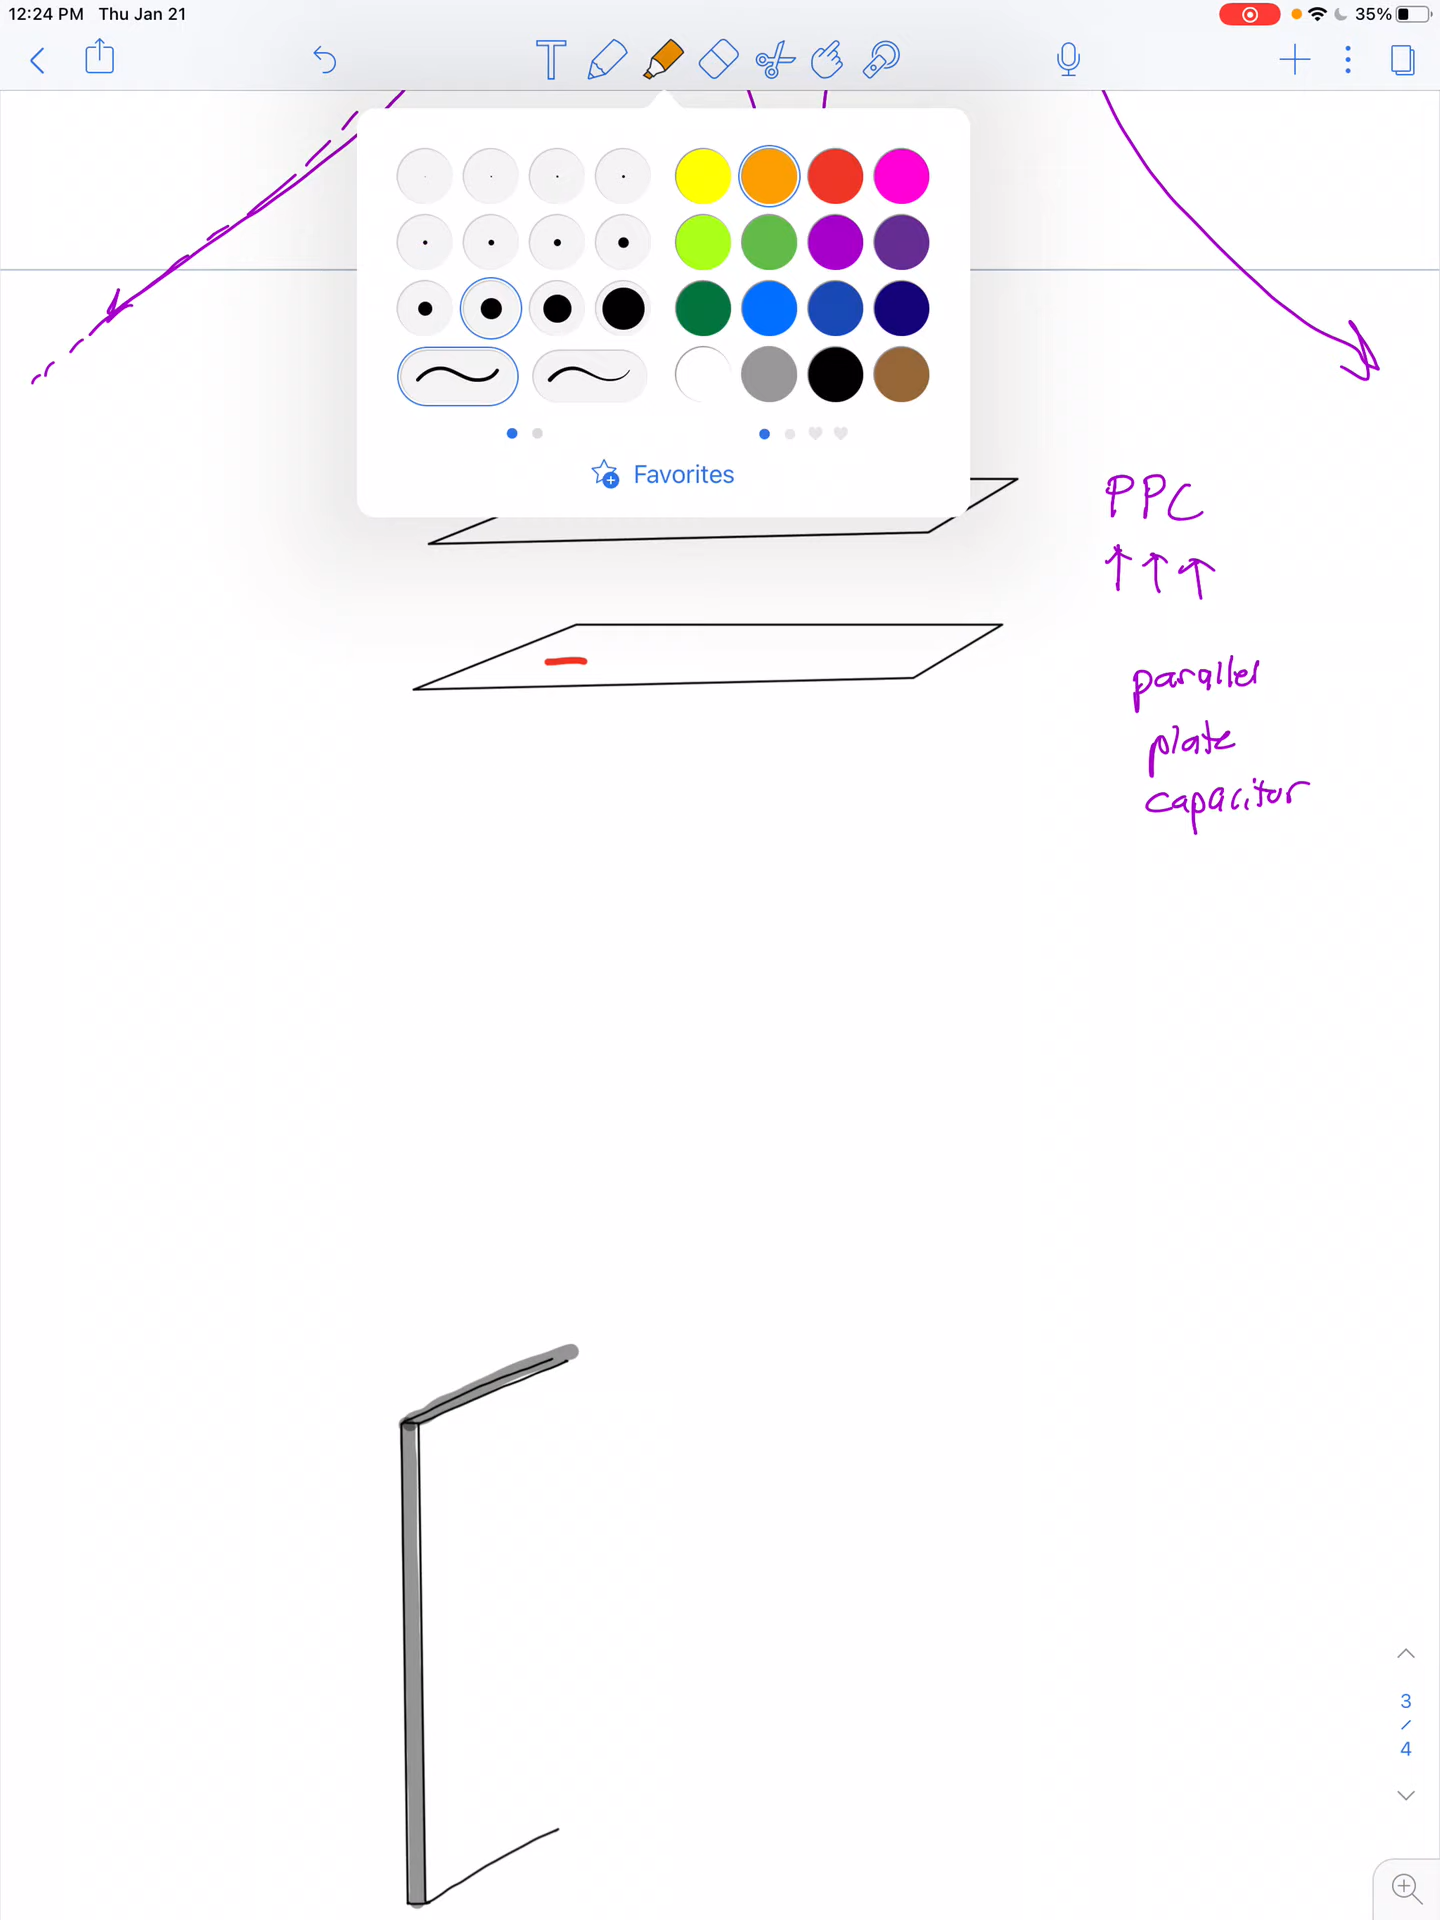 12:24 PM Thu Jan 21
35%
T
Favorites
PPC
parallel
plate
capacitor
3
/
4